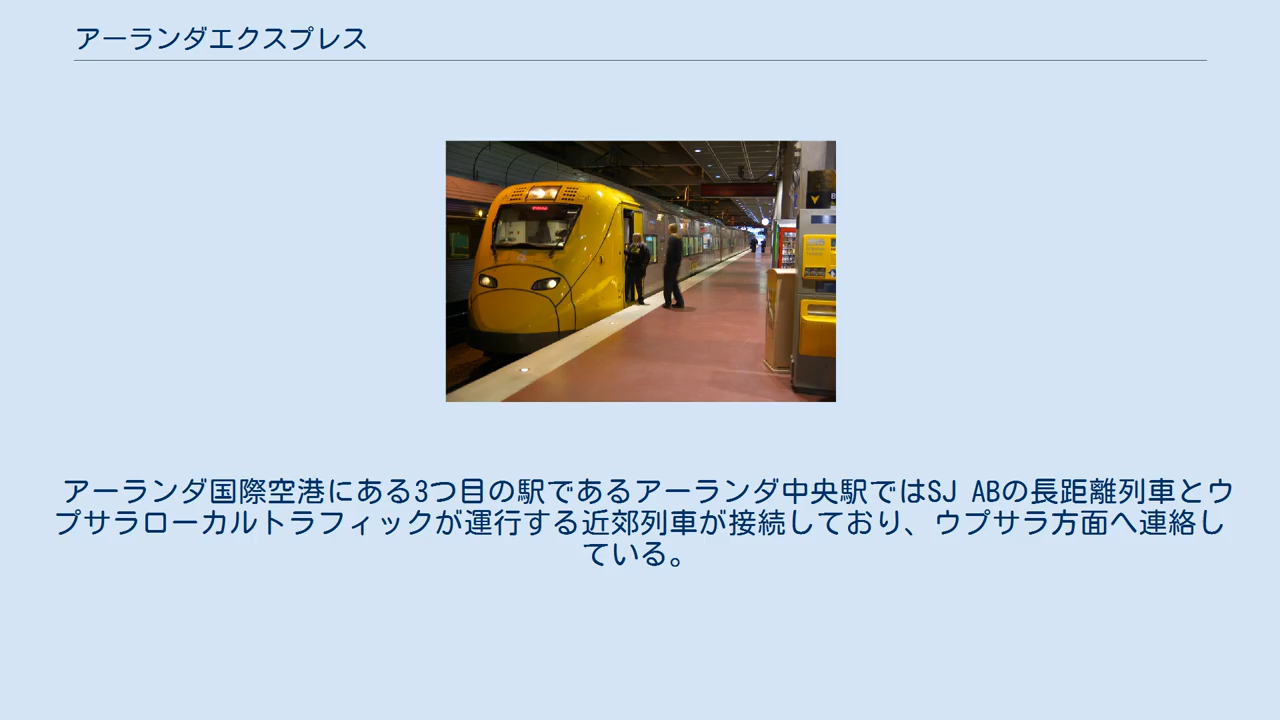 アーランダエクスプレス
アーランダ国際空港にある3つ目の駅であるアーランダ中央駅ではSJ ABの長距離列車とウ
プサラローカルトラフィックが運行する近郊列車が接続しており、ウプサラ方面へ連絡し
ている。